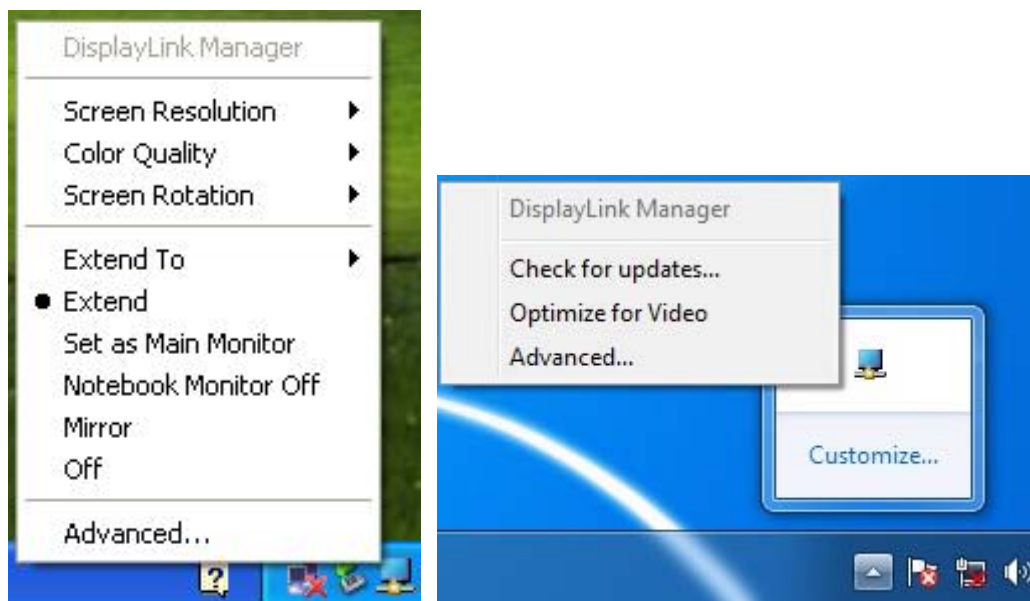 DisplayLink Manager
Screen Resolution
Color Quality
Screen Rotation
Extend To
Extend
Set as Main Monitor
Notebook Monitor Off
Mirror
Off
Advanced...
?
DisplayLink Manager
Check for updates...
Optimize for Video
Advanced...
Customize...